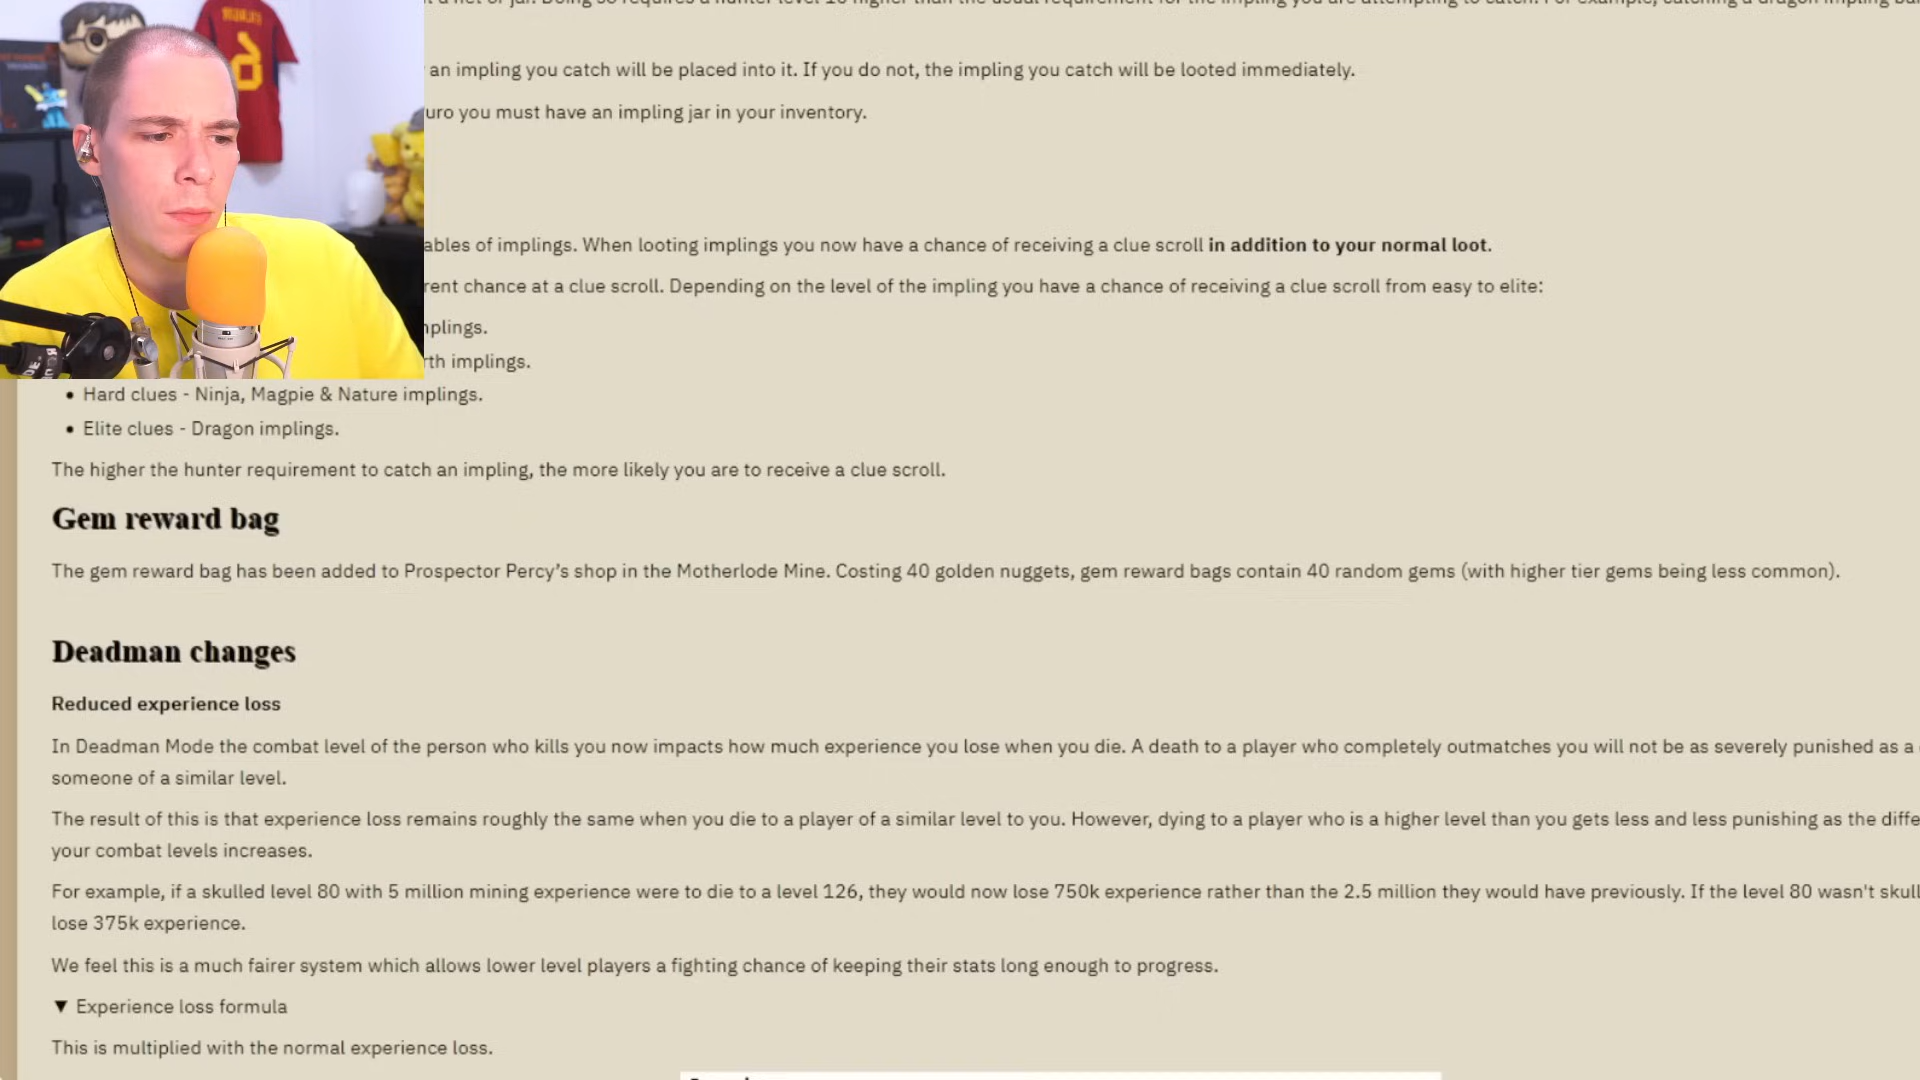 an impling you catch will be placed into it. If you do not, the impling you catch will be looted immediately.
you must have an impling jar in your inventory.
of implings. When looting implings you now have a chance of receiving a clue scroll in addition to your normal loot.
chance at a clue scroll. Depending on the level of the impling you have a chance of receiving a clue scroll from easy to elite:
implings.
• Hard clues - Ninja, Magpie & Nature implings.
• Elite clues - Dragon implings.
The higher the hunter requirement to catch an impling, the more likely you are to receive a clue scroll.
Gem reward bag
The gem reward bag has been added to Prospector Percy's shop in the Motherlode Mine. Costing 40 golden nuggets, gem reward bags contain 40 random gems (with higher tier gems being less common).
Deadman changes
Reduced experience loss
In Deadman Mode the combat level of the person who kills you now impacts how much experience you lose when you die. A death to a player who completely outmatches you will not be as severely punished as a
someone of a similar level.
The result of this is that experience loss remains roughly the same when you die to a player of a similar level to you. However, dying to a player who is a higher level than you gets less and less punishing as the
your combat levels increases.
For example, if a skulled level 80 with 5 million mining experience were to die to a level 126, they would now lose 750k experience rather than the 2.5 million they would have previously. If the level 80 wasn't
lose 375k experience.
We feel this is a much fairer system which allows lower level players a fighting chance of keeping their stats long enough to progress.
▼ Experience loss formula
This is multiplied with the normal experience loss.